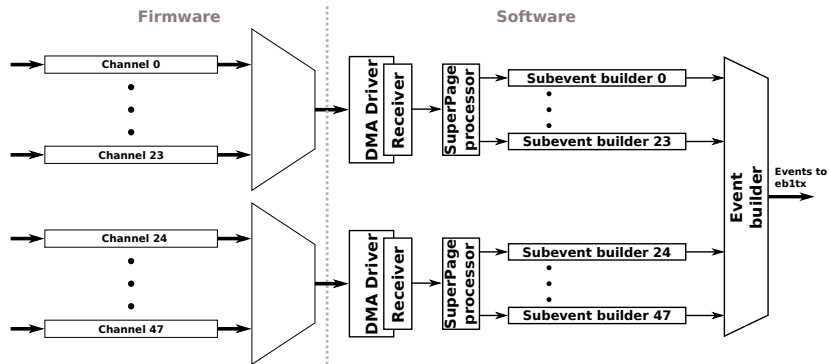 Firmware
Software
Channel 0
Channel 23
DMA Driver
Receiver
SuperPage
processor
Subevent builder 0
Subevent builder 23
Channel 24
Channel 47
DMA Driver
Receiver
SuperPage
processor
Subevent builder 24
Subevent builder 47
Event
builder
Events to
eb1tx